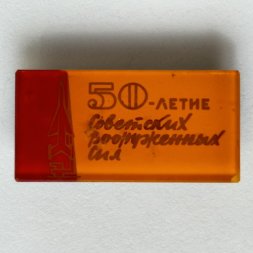 50-ЛЕТИЕ
Советских
вооруженных
сил